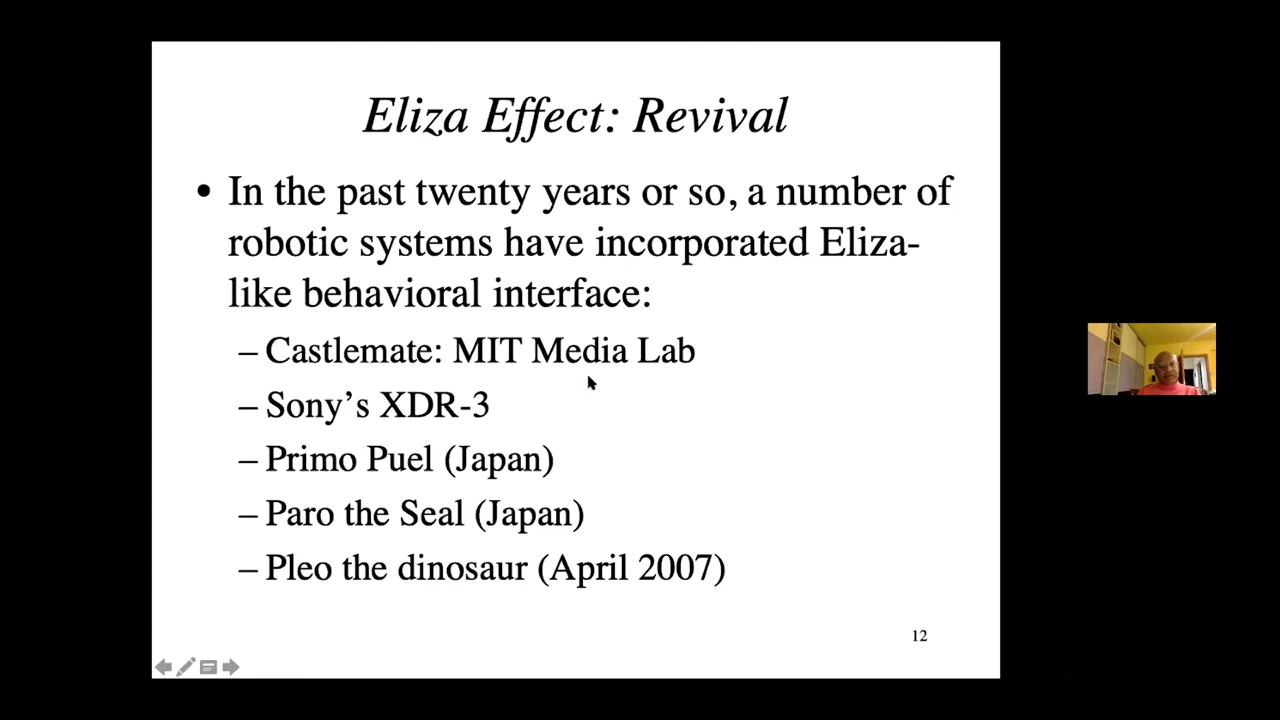 Eliza Effect: Revival
• In the past twenty years or so, a number of
robotic systems have incorporated Eliza-
like behavioral interface:
– Castlemate: MIT Media Lab
– Sony’s XDR-3
– Primo Puel (Japan)
– Paro the Seal (Japan)
– Pleo the dinosaur (April 2007)
12